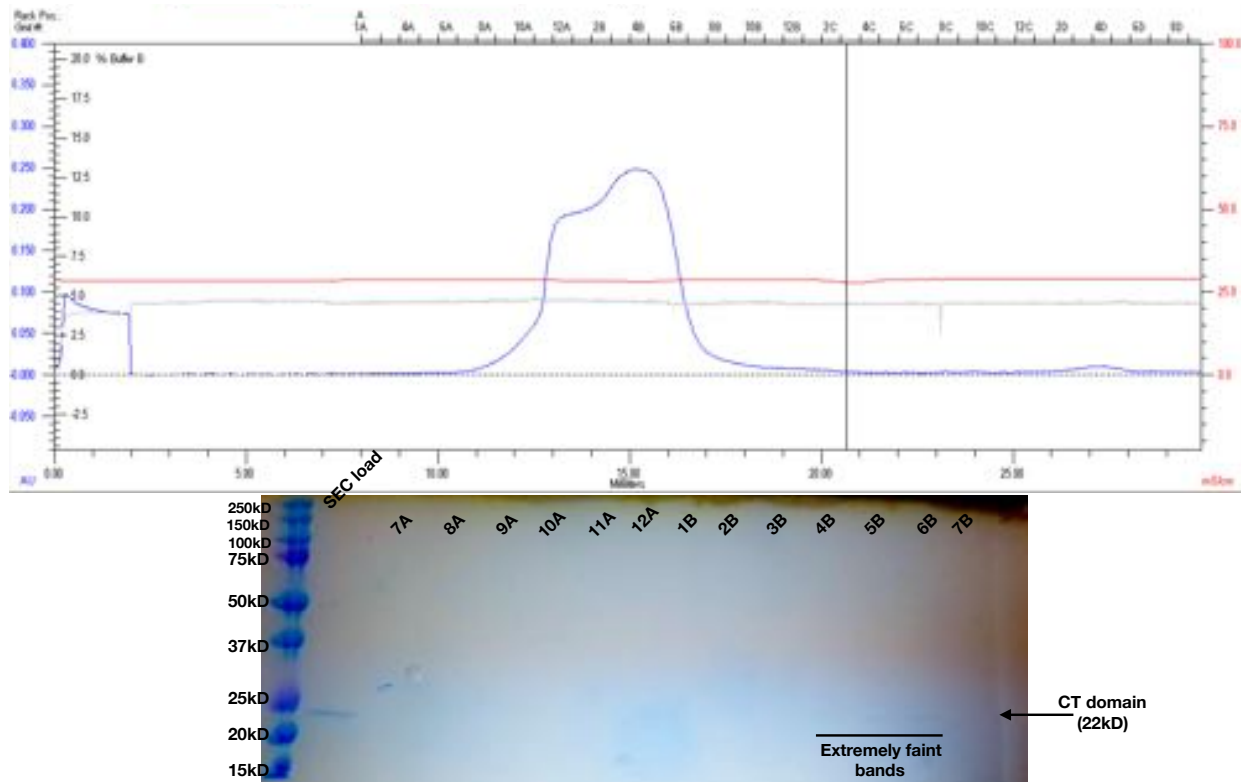 Rack Pos.:
A
1A 4A 6A 8A 10A 12A 2B 4B 6B 8B 10B 12B 2C 4C 6C 8C 10C 12C 2D 4D 6D 8D
20.0 % Buffer B
17.5
15.0
12.5
10.0
7.5
5.0
2.5
0.0
-2.5
0.350
0.300
0.250
0.200
0.150
0.100
0.050
-0.000
-0.050
AU
100.0
75.0
50.0
25.0
0.0
0.00 5.00 10.00 15.00 20.00 25.00
Milliliters
SEC load
7A 8A 9A 10A 11A 12A 1B 2B 3B 4B 5B 6B 7B
250kD
150kD
100kD
75kD
50kD
37kD
25kD
20kD
15kD
CT domain
(22kD)
Extremely faint
bands